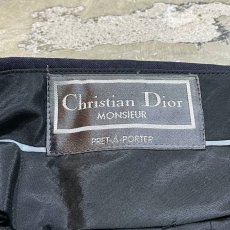 Christian Dior
MONSIEUR
PRET-A-PORTER